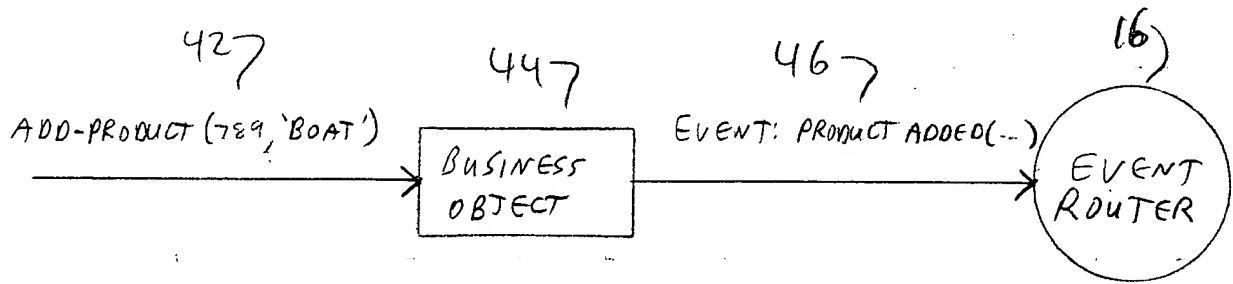 42
44
46
16
ADD-PRODUCT (789, 'BOAT')
EVENT: PRODUCT ADDED(...)
BUSINESS
OBJECT
EVENT
ROUTER